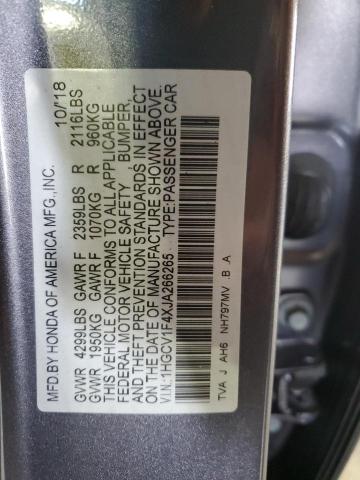 MFD.BY HONDA OF AMERICA MFG.,INC. 10/18
GVWR 4299LBS GAWR F 2359LBS R 2116LBS
GVWR 1950KG GAWR F 1070KG R 960KG
THIS VEHICLE CONFORMS TO ALL APPLICABLE
FEDERAL MOTOR VEHICLE SAFETY BUMPER,
AND THEFT PREVENTION STANDARDS IN EFFECT
ON THE DATE OF MANUFACTURE SHOWN ABOVE.
V.I.N.:1HGCV1F4XJA266265 TYPE:PASSENGER CAR
TVA J AH6 NH797MV .B .A